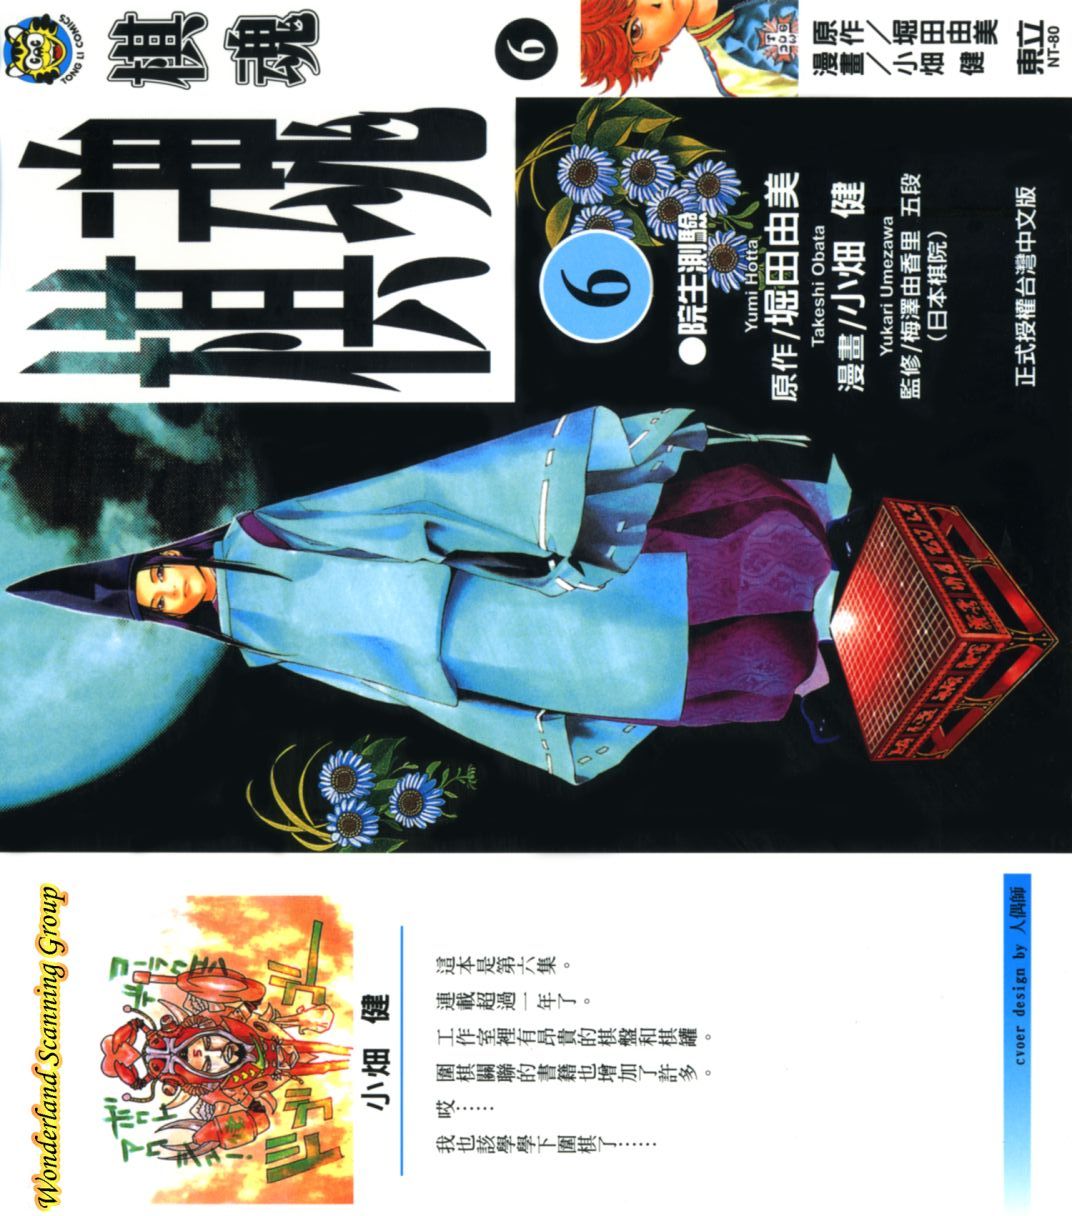 TONG LI COMICS
棋魂
6
原作／堀田由美
漫畫／小畑 健
東立
NT-80
棋魂
6
●院生測驗
Yumi Hotta
原作/堀田由美
Takeshi Obata
漫畫/小畑 健
Yukari Umezawa
監修/梅澤由香里 五段
（日本棋院）
正式授權台灣中文版
Wonderland Scanning Group
小畑 健
這本是第六集。
連載超過一年了。
工作室裡有昂貴的棋盤和棋罐。
圍棋關聯的書籍也增加了許多。
哎……
我也該學學下圍棋了……
cvoer design by 人偶師